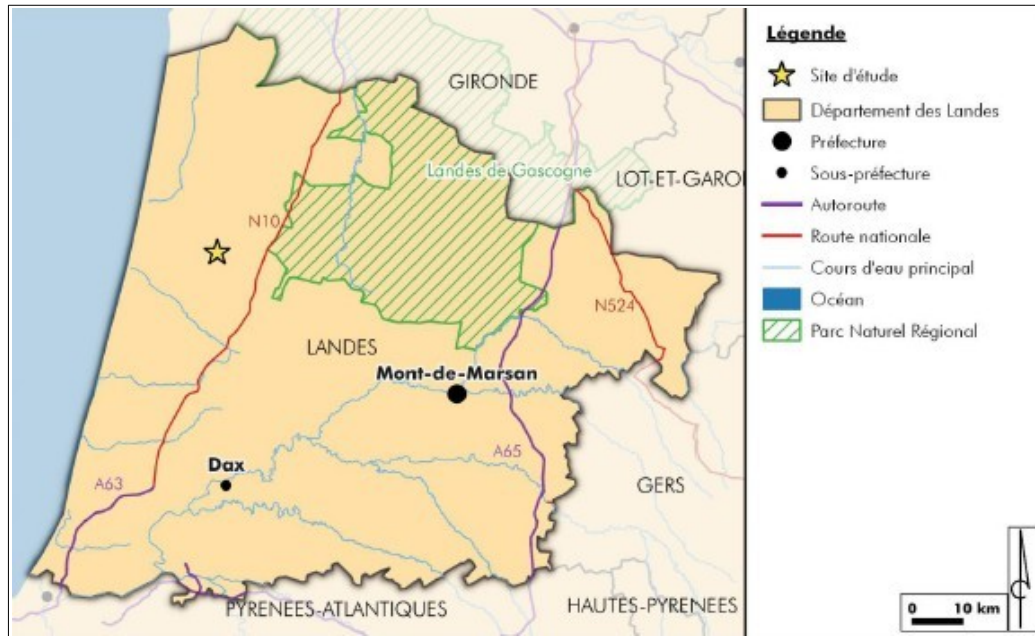 GIRONDE
Landes de Gascogne
LOT-ET-GARO
N10
N524
LANDES
Mont-de-Marsan
Dax
A63
A65
GERS
PYRENEES-ATLANTIQUES
HAUTES-PYRENEES
Légende
Site d'étude
Département des Landes
Préfecture
Sous-préfecture
Autoroute
Route nationale
Cours d'eau principal
Océan
Parc Naturel Régional
0 10 km